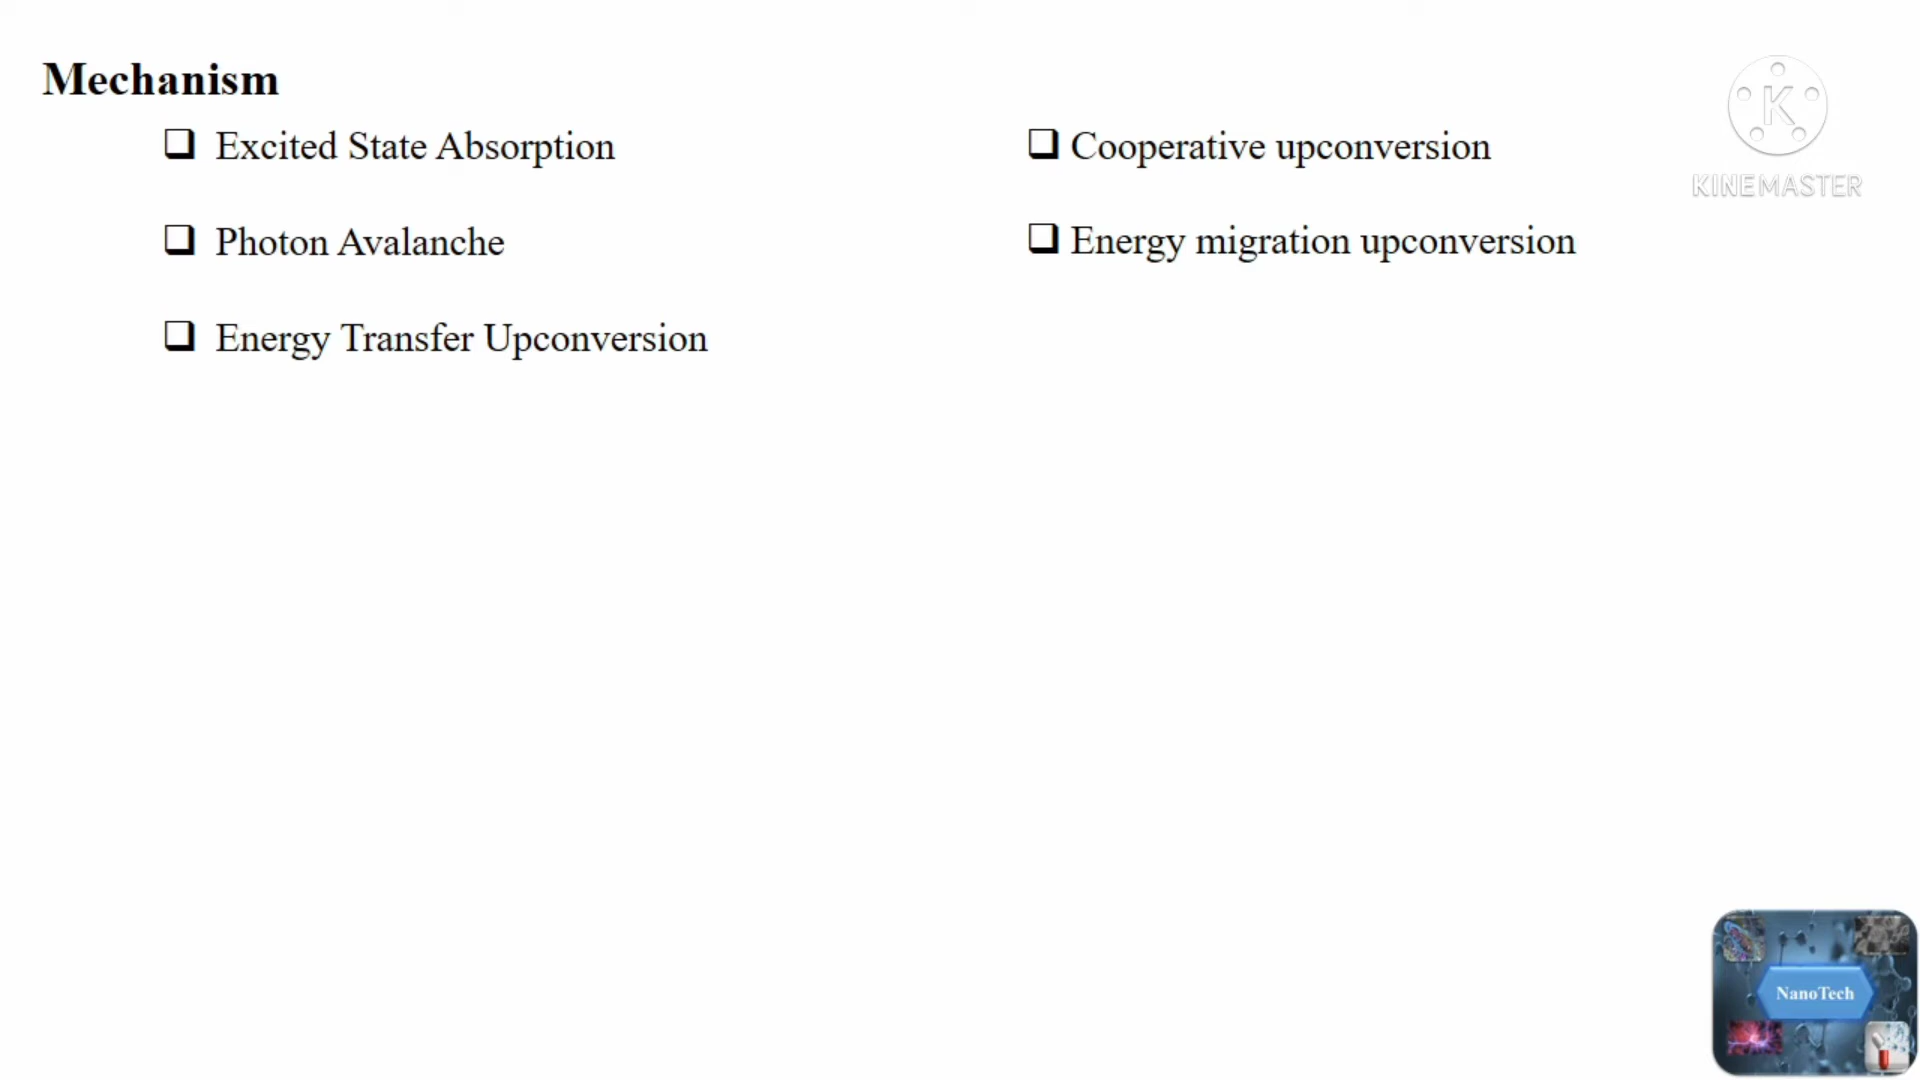 Mechanism
❑ Excited State Absorption
❑ Photon Avalanche
❑ Energy Transfer Upconversion
❑ Cooperative upconversion
❑ Energy migration upconversion
K
KINEMASTER
NanoTech